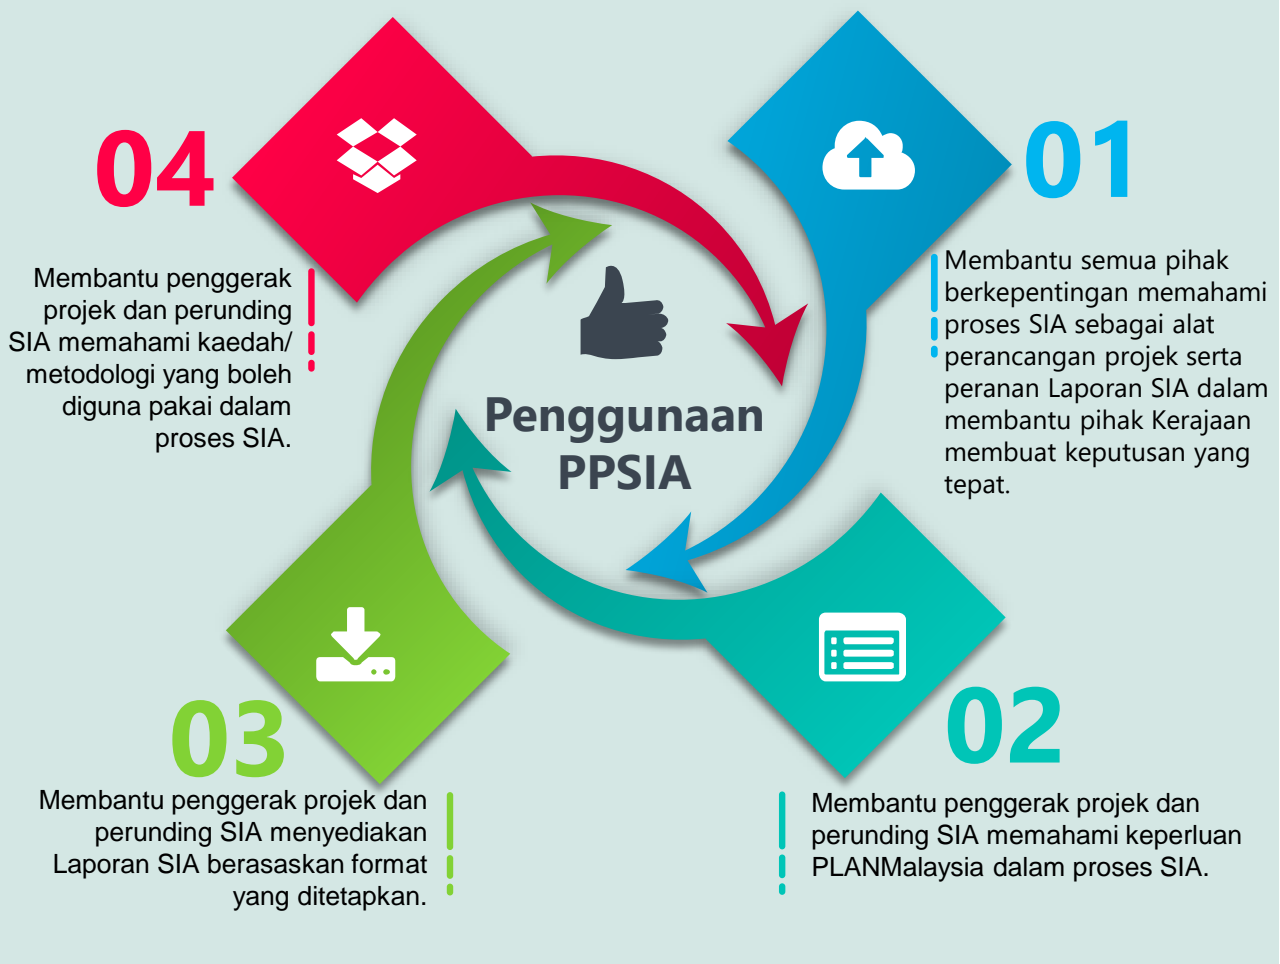 Penggunaan
PPSIA
01
Membantu semua pihak
berkepentingan memahami
proses SIA sebagai alat
perancangan projek serta
peranan Laporan SIA dalam
membantu pihak Kerajaan
membuat keputusan yang
tepat.
02
Membantu penggerak projek dan
perunding SIA memahami keperluan
PLANMalaysia dalam proses SIA.
03
Membantu penggerak projek dan
perunding SIA menyediakan
Laporan SIA berasaskan format
yang ditetapkan.
04
Membantu penggerak
projek dan perunding
SIA memahami kaedah/
metodologi yang boleh
diguna pakai dalam
proses SIA.